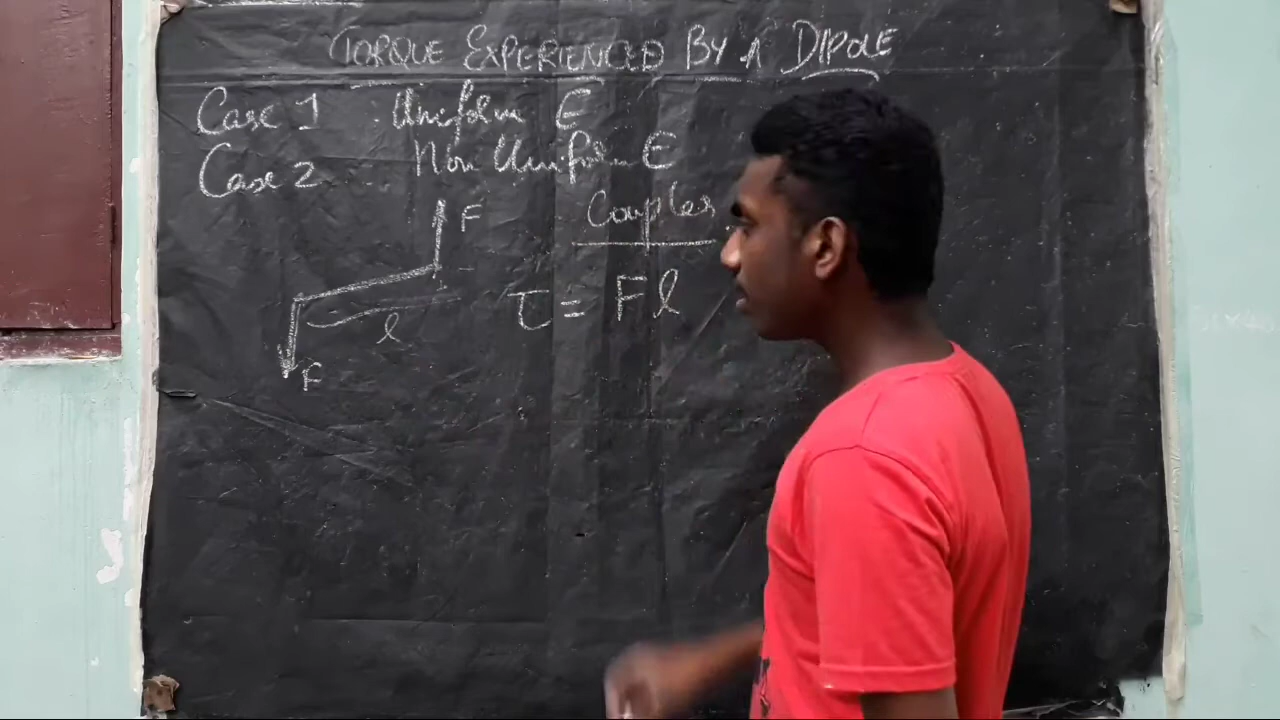 TORQUE EXPERIENCED BY A DIPOLE
Case 1 Uniform E
Case 2 Non Uniform E
Couples
F
τ = Fl
l
F